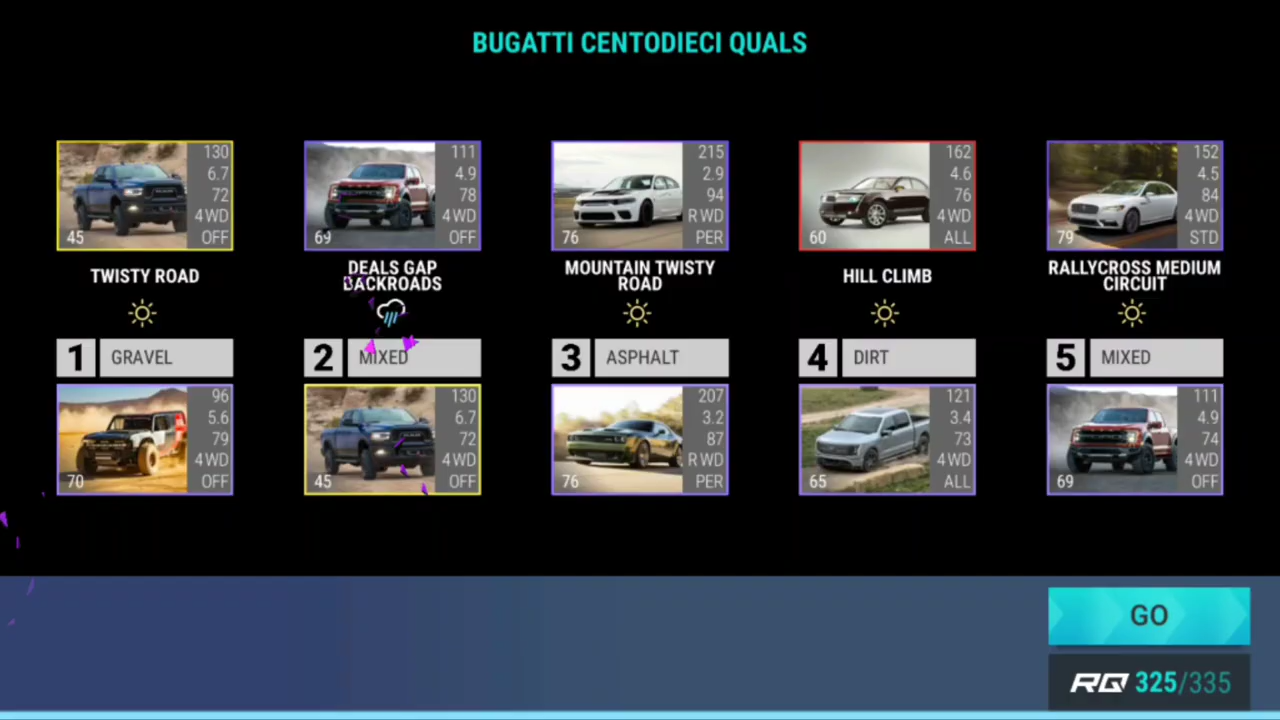 BUGATTI CENTODIECI QUALS
130
6.7
72
4WD
45 OFF
111
4.9
78
4WD
69 OFF
215
2.9
94
RWD
76 PER
162
4.6
76
4WD
60 ALL
152
4.5
84
4WD
79 STD
TWISTY ROAD
DEALS GAP
BACKROADS
MOUNTAIN TWISTY
ROAD
HILL CLIMB
RALLYCROSS MEDIUM
CIRCUIT
1 GRAVEL
2 MIXED
3 ASPHALT
4 DIRT
5 MIXED
96
5.6
79
4WD
70 OFF
130
6.7
72
4WD
45 OFF
207
3.2
87
RWD
76 PER
121
3.4
73
4WD
65 ALL
111
4.9
74
4WD
69 OFF
GO
RQ 325/335